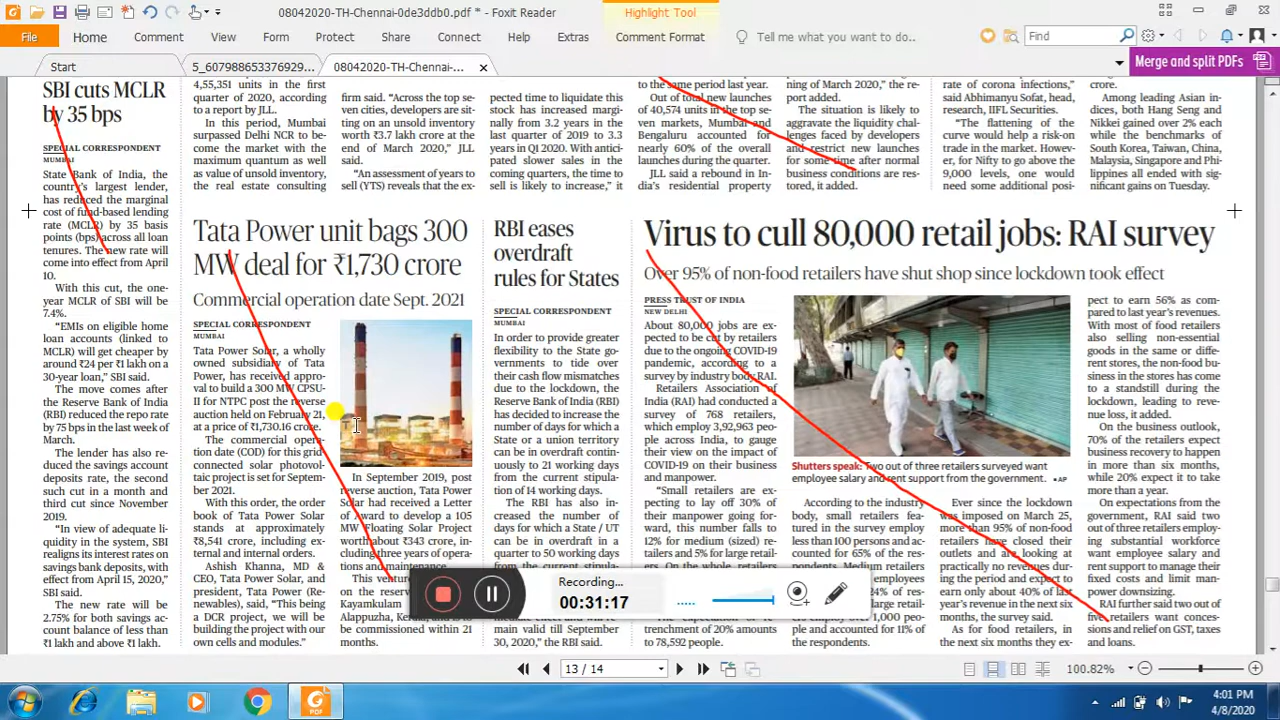 08042020-TH-Chennai-0de3ddb0.pdf * - Foxit Reader
Highlight Tool
File
Home
Comment
View
Form
Protect
Share
Connect
Help
Extras
Comment Format
Tell me what you want to do..
Find
Start
5_607988653376929...
08042020-TH-Chennai-...
Merge and split PDFs
SBI cuts MCLR
by 35 bps
SPECIAL CORRESPONDENT
MUMBAI
State Bank of India, the
country's largest lender,
has reduced the marginal
cost of fund-based lending
rate (MCLR) by 35 basis
points (bps) across all loan
tenures. The new rate will
come into effect from April
10.
With this cut, the one-
year MCLR of SBI will be
7.4%.
"EMIs on eligible home
loan accounts (linked to
MCLR) will get cheaper by
around ₹24 per ₹1 lakh on a
30-year loan," SBI said.
The move comes after
the Reserve Bank of India
(RBI) reduced the repo rate
by 75 bps in the last week of
March.
The lender has also re-
duced the savings account
deposits rate, the second
such cut in a month and
third since November
2019.
"In view of adequate li-
quidity in the system, SBI
realigns its interest rates on
savings bank deposits, with
effect from April 15, 2020,"
SBI said.
The new rate will be
2.75% for both savings ac-
count balance of less than
₹1 lakh and above ₹1 lakh.
4,55,351 units in the first
quarter of 2020, according
to a report by JLL.
In this period, Mumbai
surpassed Delhi NCR to be-
come the market with the
maximum quantum as well
as value of unsold inventory,
the real estate consulting
firm said. "Across the top se-
ven cities, developers are sit-
ting on an unsold inventory
worth ₹3.7 lakh crore at the
end of March 2020," JLL
said.
"An assessment of years to
sell (YTS) reveals that the ex-
pected time to liquidate this
stock has increased margi-
nally from 3.2 years in the
last quarter of 2019 to 3.3
years in Q1 2020. With antici-
pated slower sales in the
coming quarters, the time to
sell is likely to increase," it
to the same period last year.
Out of total new launches
of 40,574 units in the top se-
ven markets, Mumbai and
Bengaluru accounted for
nearly 60% of the overall
launches during the quarter.
JLL said a rebound in In-
dia's residential property
ning of March 2020," the
report added.
The situation is likely to
aggravate the liquidity chal-
lenges faced by developers
and restrict new launches
for some time after normal
business conditions are res-
tored, it added.
rate of corona infections,"
said Abhimanyu Sofat, head,
research, IIFL Securities.
"The flattening of the
curve would help a risk-on
trade in the market. Howev-
er, for Nifty to go above the
9,000 levels, one would
need some additional posi-
Among leading Asian in-
dices, both Hang Seng and
Nikkei gained over 2% each
while the benchmarks of
South Korea, Taiwan, China,
Malaysia, Singapore and Phi-
lippines all ended with sig-
nificant gains on Tuesday.
Tata Power unit bags 300
MW deal for ₹1,730 crore
Commercial operation date Sept. 2021
SPECIAL CORRESPONDENT
MUMBAI
Tata Power Solar, a wholly
owned subsidiary of Tata
Power, has received appro-
val to build a 300 MW CPSU-
II for NTPC post the reverse
auction held on February 21,
at a price of ₹1,730.16 crore.
The commercial opera-
tion date (COD) for this grid
connected solar photovol-
taic project is set for Septem-
ber 2021.
With this order, the order
book of Tata Power Solar
stands at approximately
₹8,541 crore, including ex-
ternal and internal orders.
Ashish Khanna, MD &
CEO, Tata Power Solar, and
president, Tata Power (Re-
newables), said, "This being
a DCR project, we will be
building the project with our
own cells and modules."
In September 2019, post
reverse auction, Tata Power
Solar had received a Letter
of Award to develop a 105
MW Floating Solar Project
worth about ₹343 crore, in-
cluding three years of opera-
tions and maintenance.
This ventu
on the reserv
Kayamkulam
Alappuzha, Kerala, and is to
be commissioned within 21
months.
RBI eases
overdraft
rules for States
SPECIAL CORRESPONDENT
MUMBAI
In order to provide greater
flexibility to the State go-
vernments to tide over
their cash flow mismatches
due to the lockdown, the
Reserve Bank of India (RBI)
has decided to increase the
number of days for which a
State or a union territory
can be in overdraft contin-
uously to 21 working days
from the current stipula-
tion of 14 working days.
The RBI has also in-
creased the number of
days for which a State / UT
can be in overdraft in a
quarter to 50 working days
from the current stipula-
main valid till September
30, 2020," the RBI said.
Virus to cull 80,000 retail jobs: RAI survey
Over 95% of non-food retailers have shut shop since lockdown took effect
PRESS TRUST OF INDIA
NEW DELHI
About 80,000 jobs are ex-
pected to be cut by retailers
due to the ongoing COVID-19
pandemic, according to a
survey by industry body RAI.
Retailers Association of
India (RAI) had conducted a
survey of 768 retailers,
which employ 3,92,963 peo-
ple across India, to gauge
their view on the impact of
COVID-19 on their business
and manpower.
"Small retailers are ex-
pecting to lay off 30% of
their manpower going for-
ward, this number falls to
12% for medium (sized) re-
tailers and 5% for large retail-
ers. On the whole, retailers
trenchment of 20% amounts
to 78,592 people.
Shutters speak: Two out of three retailers surveyed want
employee salary and rent support from the government. • AP
According to the industry
body, small retailers fea-
tured in the survey employ
less than 100 persons and ac-
counted for 65% of the res-
pondents. Medium retailers
employees
24% of res-
large retail-
ers employ over 1,000 peo-
ple and accounted for 11% of
the respondents.
Ever since the lockdown
was imposed on March 25,
more than 95% of non-food
retailers have closed their
outlets and are looking at
practically no revenues dur-
ing the period and expect to
earn only about 40% of last
year's revenue in the next six
months, the survey said.
As for food retailers, in
the next six months they ex-
pect to earn 56% as com-
pared to last year's revenues.
With most of food retailers
also selling non-essential
goods in the same or differ-
ent stores, the non-food bu-
siness in the stores has come
to a standstill during the
lockdown, leading to reve-
nue loss, it added.
On the business outlook,
70% of the retailers expect
business recovery to happen
in more than six months,
while 20% expect it to take
more than a year.
On expectations from the
government, RAI said two
out of three retailers employ-
ing substantial workforce
want employee salary and
rent support to manage their
fixed costs and limit man-
power downsizing.
RAI further said two out of
five retailers want conces-
sions and relief on GST, taxes
and loans.
Recording...
00:31:17
13 / 14
100.82%
4:01 PM
4/8/2020